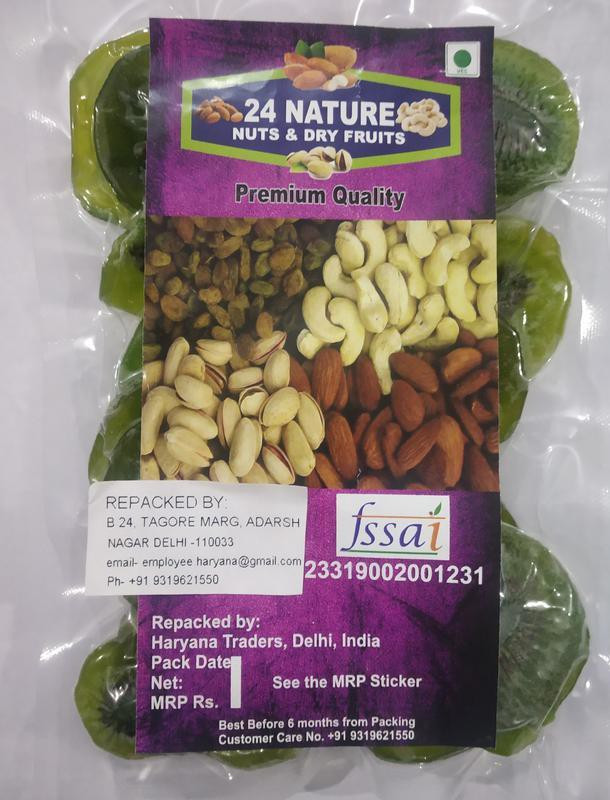 VEG
24 NATURE
NUTS & DRY FRUITS
Premium Quality
REPACKED BY:
B 24, TAGORE MARG, ADARSH
NAGAR DELHI -110033
email- employee haryana@gmail.com
Ph- +91 9319621550
fssai
23319002001231
Repacked by:
Haryana Traders, Delhi, India
Pack Date
Net:
See the MRP Sticker
MRP Rs.
Best Before 6 months from Packing
Customer Care No. +91 9319621550